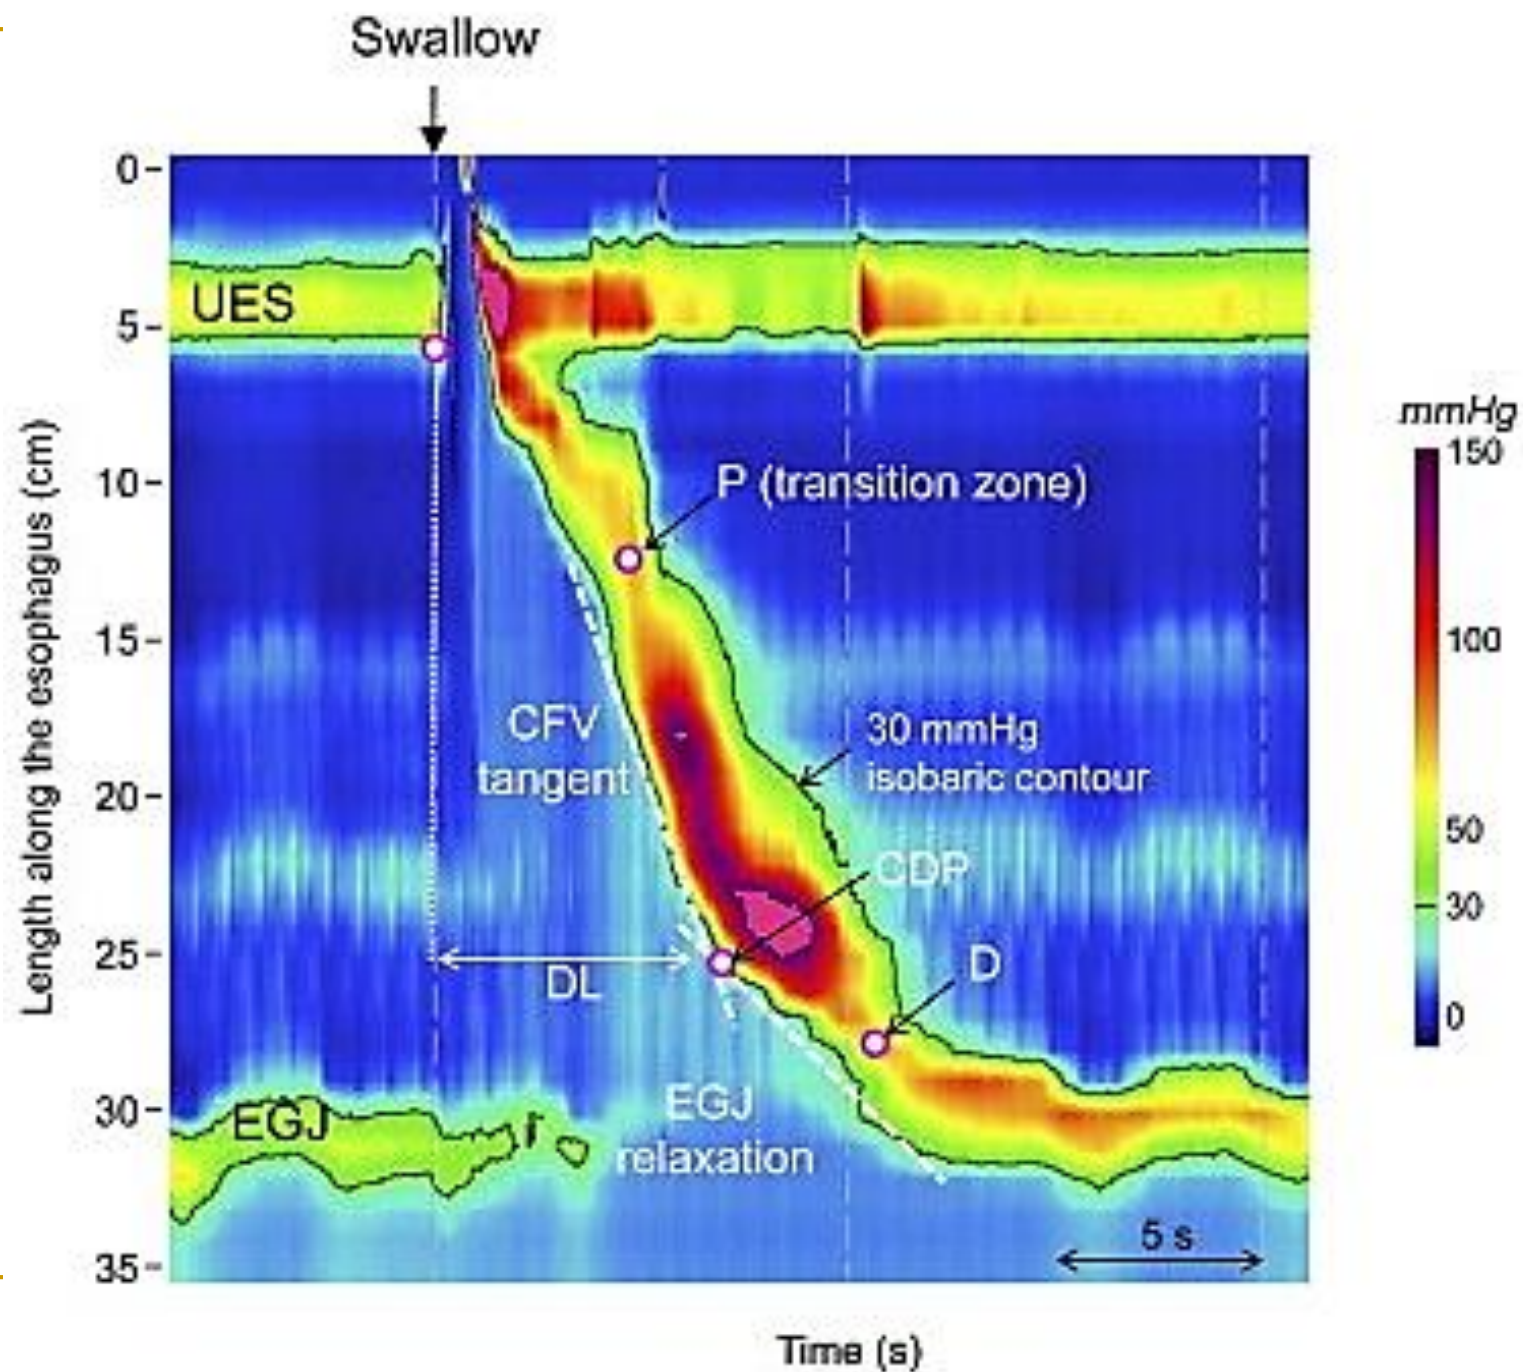 Swallow
0
5
10
15
20
25
30
35
Length along the esophagus (cm)
UES
P (transition zone)
CFV
tangent
30 mmHg
isobaric contour
CDP
DL
D
EGJ
EGJ
relaxation
5 s
Time (s)
mmHg
150
100
50
30
0